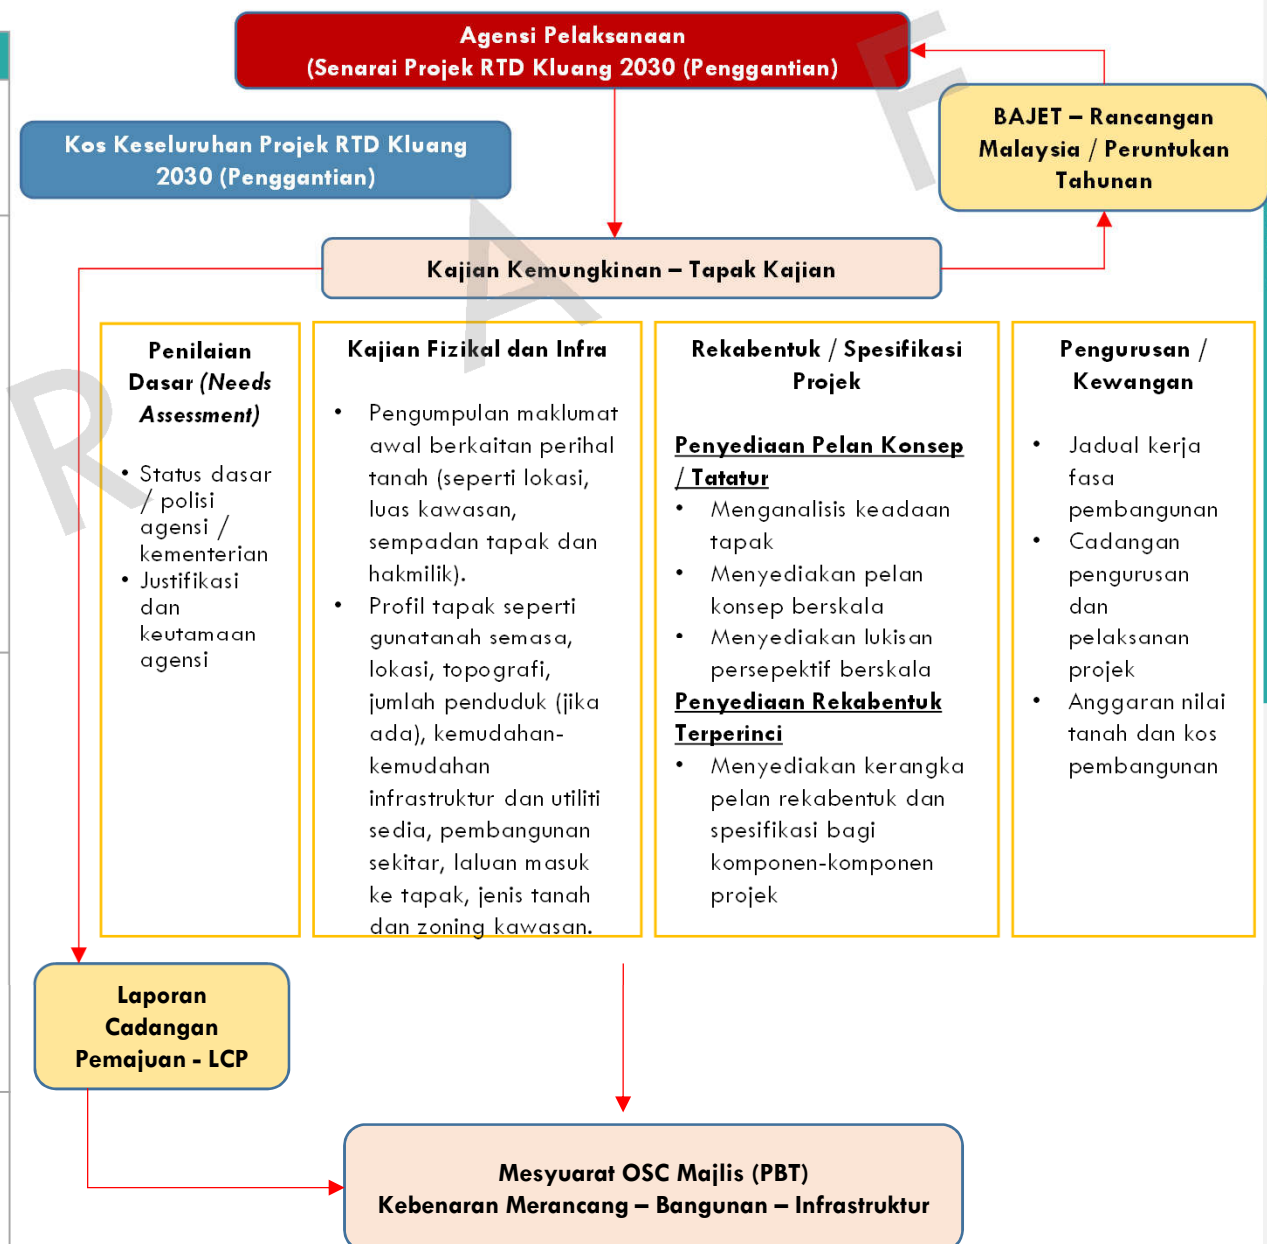 Agensi Pelaksanaan
(Senarai Projek RTD Kluang 2030 (Penggantian)
BAJET – Rancangan
Malaysia / Peruntukan
Tahunan
Kos Keseluruhan Projek RTD Kluang
2030 (Penggantian)
Kajian Kemungkinan – Tapak Kajian
Penilaian
Dasar (Needs
Assessment)
• Status dasar
/ polisi
agensi /
kementerian
• Justifikasi
dan
keutamaan
agensi
Kajian Fizikal dan Infra
• Pengumpulan maklumat
awal berkaitan perihal
tanah (seperti lokasi,
luas kawasan,
sempadan tapak dan
hakmilik).
• Profil tapak seperti
gunatanah semasa,
lokasi, topografi,
jumlah penduduk (jika
ada), kemudahan-
kemudahan
infrastruktur dan utiliti
sedia, pembangunan
sekitar, laluan masuk
ke tapak, jenis tanah
dan zoning kawasan.
Rekabentuk / Spesifikasi
Projek
Penyediaan Pelan Konsep
/ Tatatur
• Menganalisis keadaan
tapak
• Menyediakan pelan
konsep berskala
• Menyediakan lukisan
persepektif berskala
Penyediaan Rekabentuk
Terperinci
• Menyediakan kerangka
pelan rekabentuk dan
spesifikasi bagi
komponen-komponen
projek
Pengurusan /
Kewangan
• Jadual kerja
fasa
pembangunan
• Cadangan
pengurusan
dan
pelaksanan
projek
• Anggaran nilai
tanah dan kos
pembangunan
Laporan
Cadangan
Pemajuan - LCP
Mesyuarat OSC Majlis (PBT)
Kebenaran Merancang – Bangunan – Infrastruktur
R A F